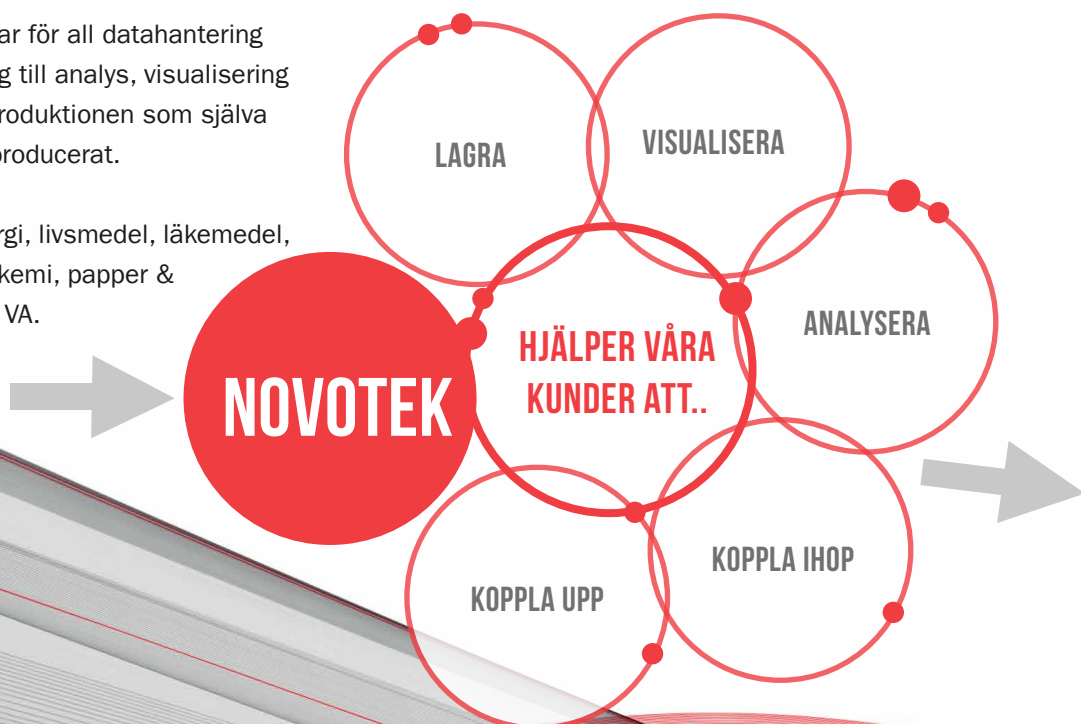 ar för all datahantering
g till analys, visualisering
roduktionen som själva
producerat.
rgi, livsmedel, läkemedel,
kemi, papper &
VA.
LAGRA
VISUALISERA
ANALYSERA
NOVOTEK
HJÄLPER VÅRA
KUNDER ATT..
KOPPLA IHOP
KOPPLA UPP